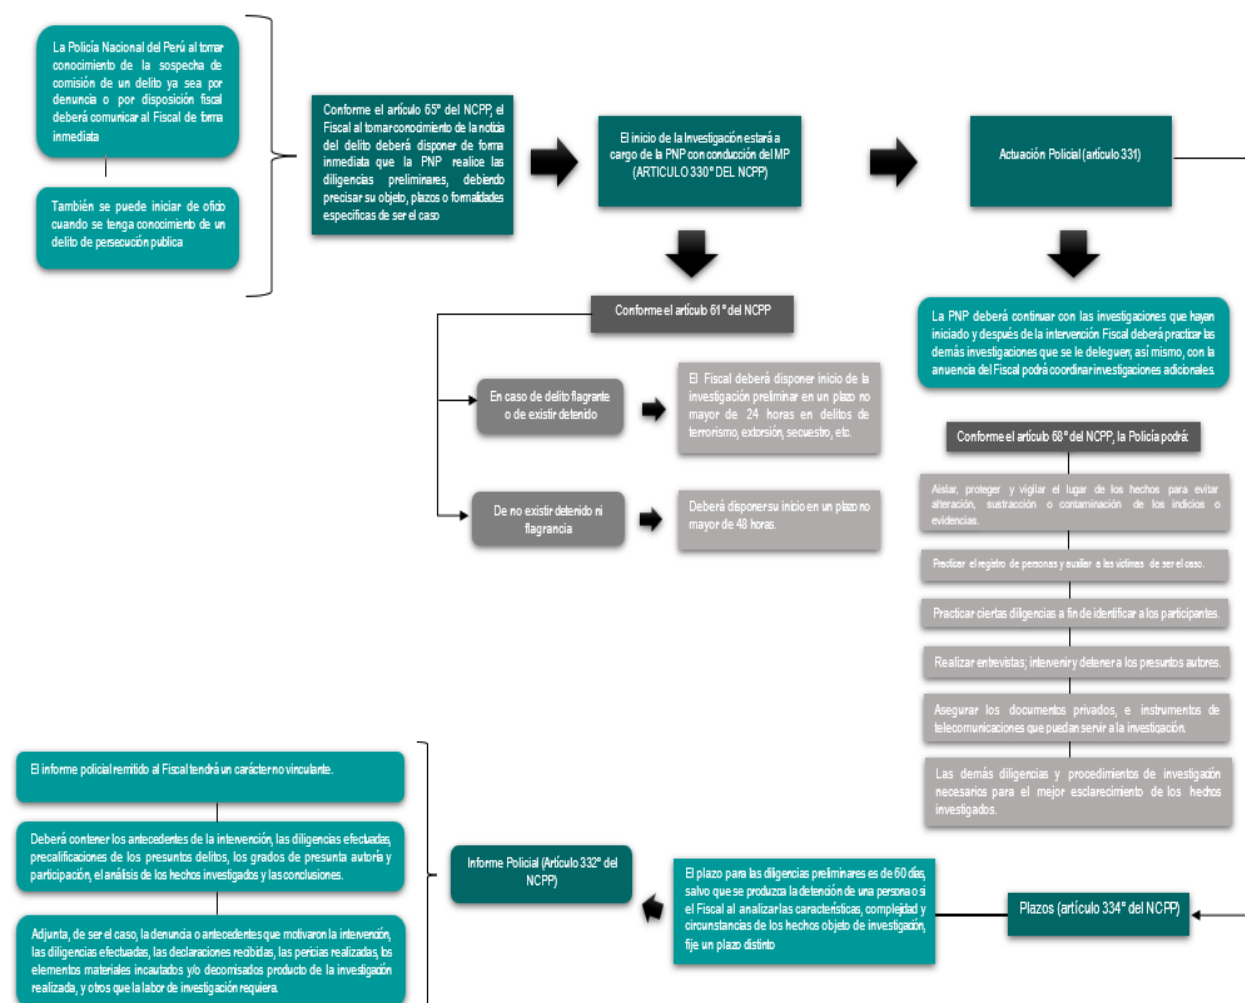 La Policía Nacional del Perú al tomar
conocimiento de la sospecha de
comisión de un delito ya sea por
denuncia o por disposición fiscal
deberá comunicar al Fiscal de forma
inmediata
También se puede iniciar de oficio
cuando se tenga conocimiento de un
delito de persecución publica
Conforme el artículo 65° del NCPP, el
Fiscal al tomar conocimiento de la noticia
del delito deberá disponer de forma
inmediata que la PNP realice las
diligencias preliminares, debiendo
precisar su objeto, plazos o formalidades
especificas de ser el caso
El inicio de la Investigación estará a
cargo de la PNP con conducción del MP
(ARTICULO 330° DEL NCPP)
Actuación Policial (artículo 331)
Conforme el artículo 61° del NCPP
En caso de delito flagrante
o de existir detenido
El Fiscal deberá disponer inicio de la
investigación preliminar en un plazo no
mayor de 24 horas en delitos de
terrorismo, extorsión, secuestro, etc.
De no existir detenido ni
flagrancia
Deberá disponer su inicio en un plazo no
mayor de 48 horas.
La PNP deberá continuar con las investigaciones que hayan
iniciado y después de la intervención Fiscal deberá practicar las
demás investigaciones que se le deleguen; así mismo, con la
anuencia del Fiscal podrá coordinar investigaciones adicionales.
Conforme el artículo 68° del NCPP, la Policía podrá:
Aislar, proteger y vigilar el lugar de los hechos para evitar
alteración, sustracción o contaminación de los indicios o
evidencias.
Practicar el registro de personas y auxiliar a las víctimas de ser el caso.
Practicar ciertas diligencias a fin de identificar a los participantes.
Realizar entrevistas; intervenir y detener a los presuntos autores.
Asegurar los documentos privados, e instrumentos de
telecomunicaciones que puedan servir a la investigación.
Las demás diligencias y procedimientos de investigación
necesarios para el mejor esclarecimiento de los hechos
investigados.
Plazos (artículo 334° del NCPP)
El plazo para las diligencias preliminares es de 60 días,
salvo que se produzca la detención de una persona o si
el Fiscal al analizar las características, complejidad y
circunstancias de los hechos objeto de investigación,
fije un plazo distinto
Informe Policial (Artículo 332° del
NCPP)
El informe policial remitido al Fiscal tendrá un carácter no vinculante.
Deberá contener los antecedentes de la intervención, las diligencias efectuadas,
precalificaciones de los presuntos delitos, los grados de presunta autoría y
participación, el análisis de los hechos investigados y las conclusiones.
Adjunta, de ser el caso, la denuncia o antecedentes que motivaron la intervención,
las diligencias efectuadas, las declaraciones recibidas, las pericias realizadas, los
elementos materiales incautados y/o decomisados producto de la investigación
realizada, y otros que la labor de investigación requiera.